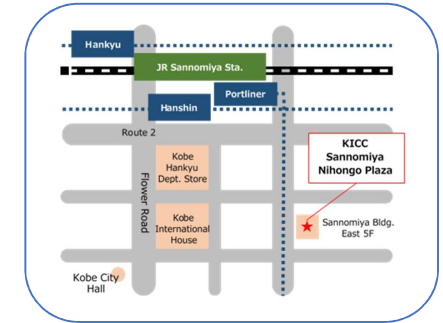 Hankyu
JR Sannomiya Sta.
Portliner
Hanshin
Route 2
KICC
Sannomiya
Nihongo Plaza
Kobe
Hankyu
Dept. Store
Flower Road
Kobe
International
House
Sannomiya Bldg.
East 5F
Kobe City
Hall